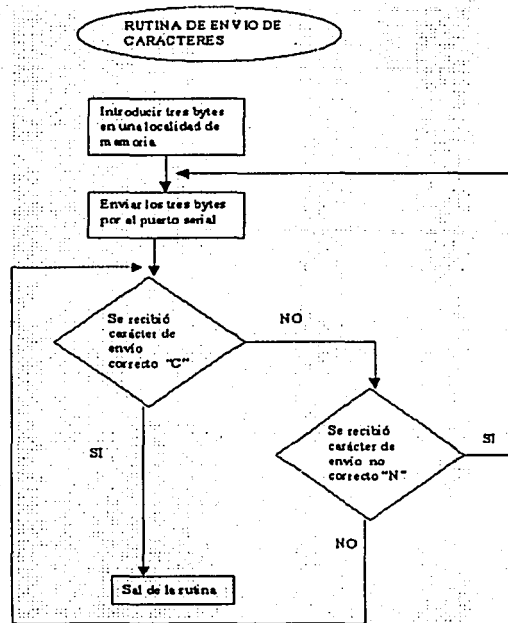 RUTINA DE ENVIO DE
CARACTERES
Introducir tres bytes
en una localidad de
memoria
Enviar los tres bytes
por el puerto serial
Se recibió
carácter de
envío
correcto "C"
NO
Se recibió
carácter de
envío no
correcto "N"
SI
SI
NO
Sal de la rutina